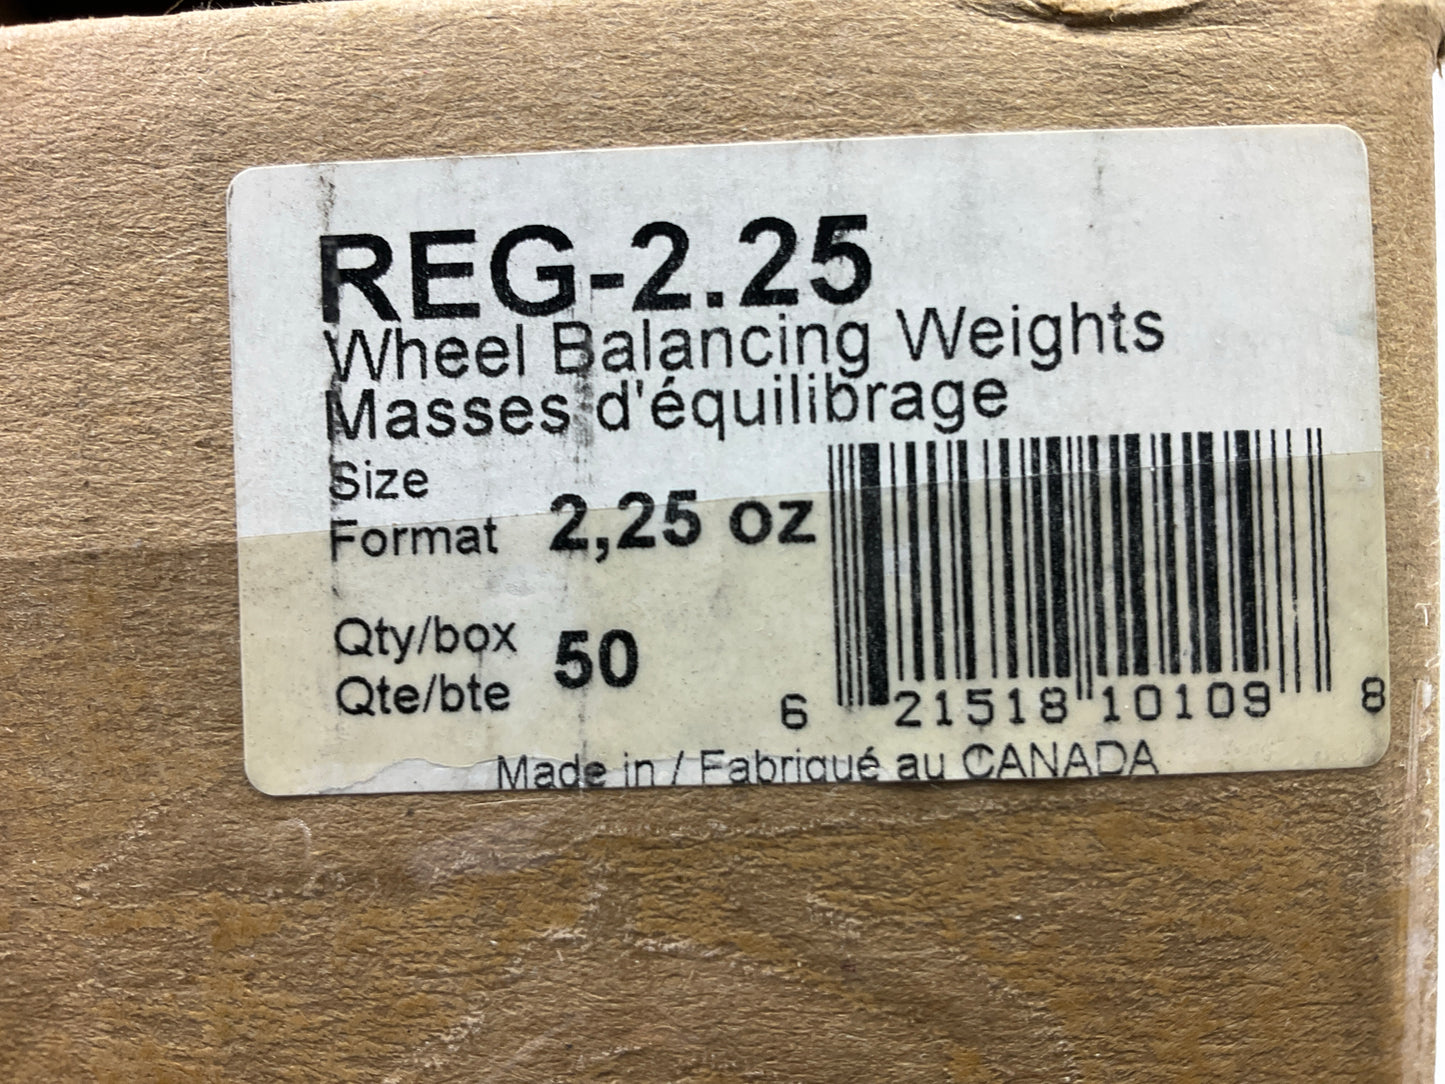 REG-2.25
Wheel Balancing Weights
Masses d'équilibrage
Size
Format 2,25 oz
Qty/box 50
Qte/bte
6 21518 10109 8
Made in / Fabriqué au CANADA